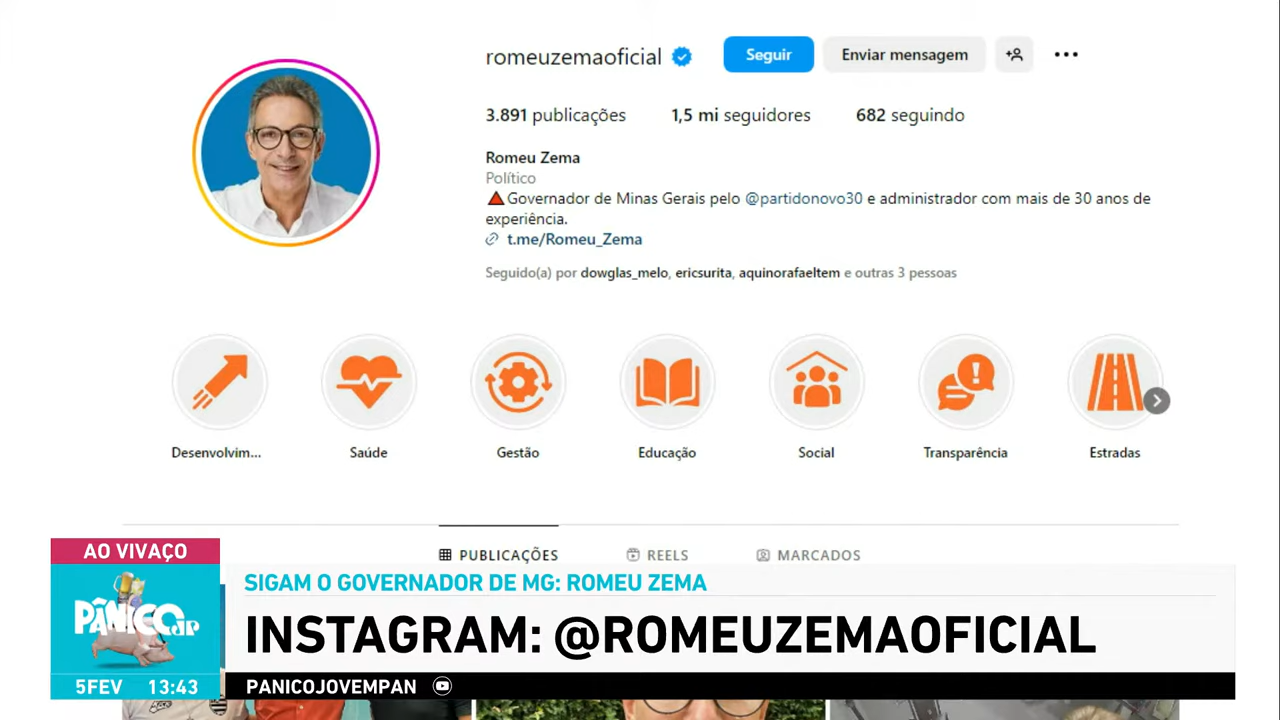 romeuzemaoficial
Seguir
Enviar mensagem
3.891 publicações
1,5 mi seguidores
682 seguindo
Romeu Zema
Político
Governador de Minas Gerais pelo @partidonovo30 e administrador com mais de 30 anos de
experiência.
t.me/Romeu_Zema
Seguido(a) por dowglas_melo, ericsurita, aquinorafaeltem e outras 3 pessoas
Desenvolvim...
Saúde
Gestão
Educação
Social
Transparência
Estradas
PUBLICAÇÕES
REELS
MARCADOS
AO VIVAÇO
PÂNICO JP
5FEV 13:43
SIGAM O GOVERNADOR DE MG: ROMEU ZEMA
INSTAGRAM: @ROMEUZEMAOFICIAL
PANICOJOVEMPAN